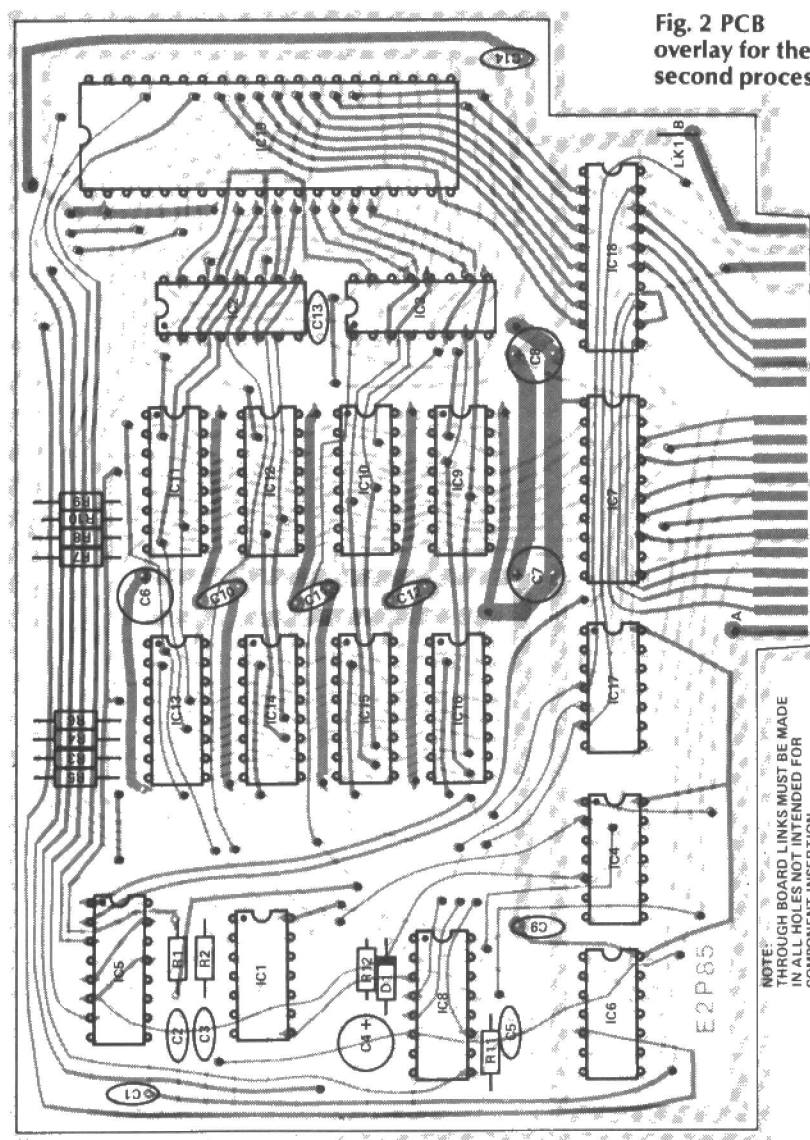 Fig. 2 PCB
overlay for the
second proces
C14
LK1
B
IC18
IC2
C13
IC3
C8
IC11
IC12
IC10
IC9
IC7
R9
R10
R8
R7
C6
C10
C11
C12
C7
A
IC13
IC14
IC15
IC16
IC17
R6
R4
R3
R5
IC4
IC5
R1
R2
IC1
R12
D1
C9
C2
C3
C4 +
IC8
R11
C5
IC6
E2P85
C1
NOTE:
THROUGH BOARD LINKS MUST BE MADE
IN ALL HOLES NOT INTENDED FOR
COMPONENT INSERTION